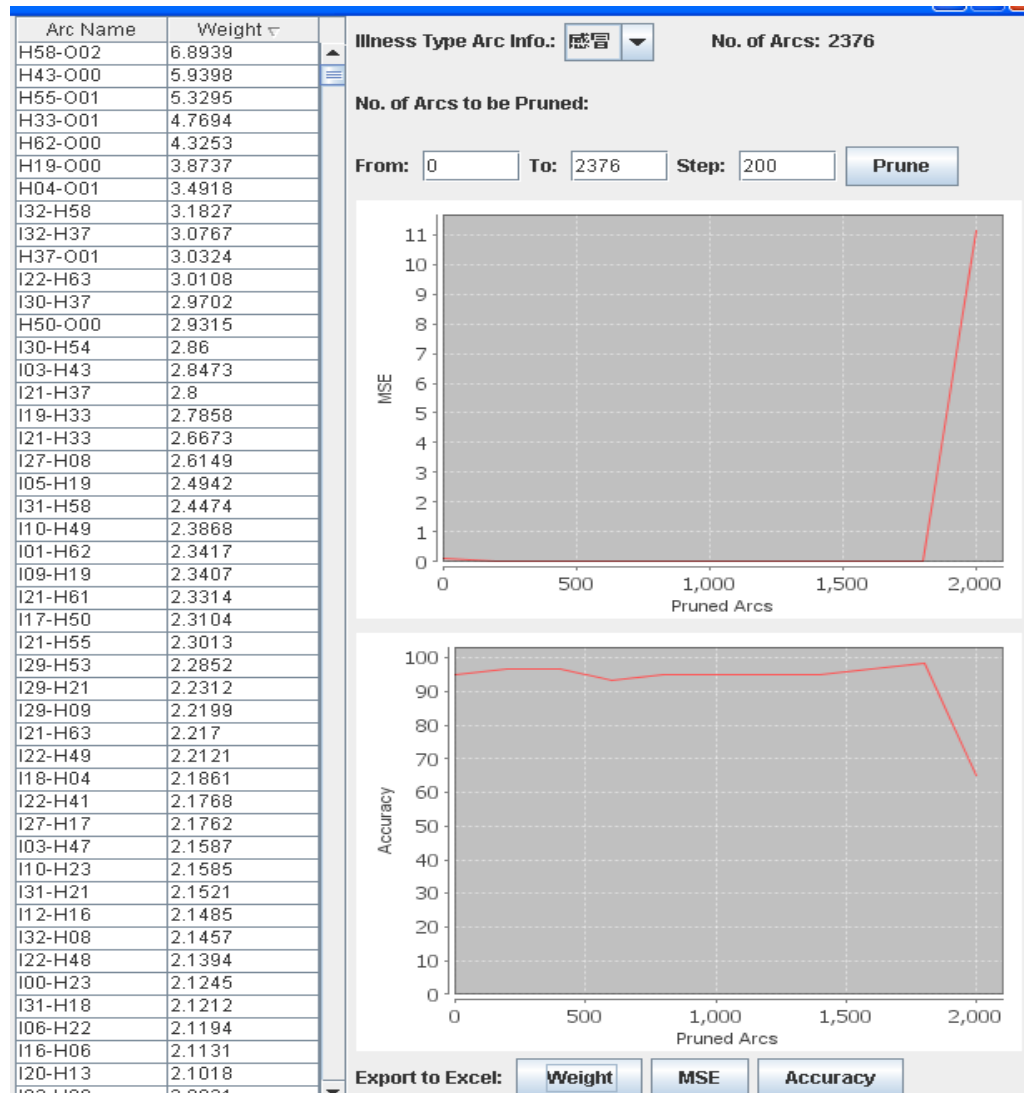 Arc Name Weight
H58-O02 6.8939
H43-O00 5.9398
H55-O01 5.3295
H33-O01 4.7694
H62-O00 4.3253
H19-O00 3.8737
H04-O01 3.4918
I32-H58 3.1827
I32-H37 3.0767
H37-O01 3.0324
I22-H63 3.0108
I30-H37 2.9702
H50-O00 2.9315
I30-H54 2.86
I03-H43 2.8473
I21-H37 2.8
I19-H33 2.7858
I21-H33 2.6673
I27-H08 2.6149
I05-H19 2.4942
I31-H58 2.4474
I10-H49 2.3868
I01-H62 2.3417
I09-H19 2.3407
I21-H61 2.3314
I17-H50 2.3104
I21-H55 2.3013
I29-H53 2.2852
I29-H21 2.2312
I29-H09 2.2199
I21-H63 2.217
I22-H49 2.2121
I18-H04 2.1861
I22-H41 2.1768
I27-H17 2.1762
I03-H47 2.1587
I10-H23 2.1585
I31-H21 2.1521
I12-H16 2.1485
I32-H08 2.1457
I22-H48 2.1394
I00-H23 2.1245
I31-H18 2.1212
I06-H22 2.1194
I16-H06 2.1131
I20-H13 2.1018
Illness Type Arc Info.: 感冒 No. of Arcs: 2376
No. of Arcs to be Pruned:
From: 0 To: 2376 Step: 200 Prune
11
10
9
8
7
6
5
4
3
2
1
0
MSE
0 500 1,000 1,500 2,000
Pruned Arcs
100
90
80
70
60
50
40
30
20
10
0
Accuracy
0 500 1,000 1,500 2,000
Pruned Arcs
Export to Excel: Weight MSE Accuracy